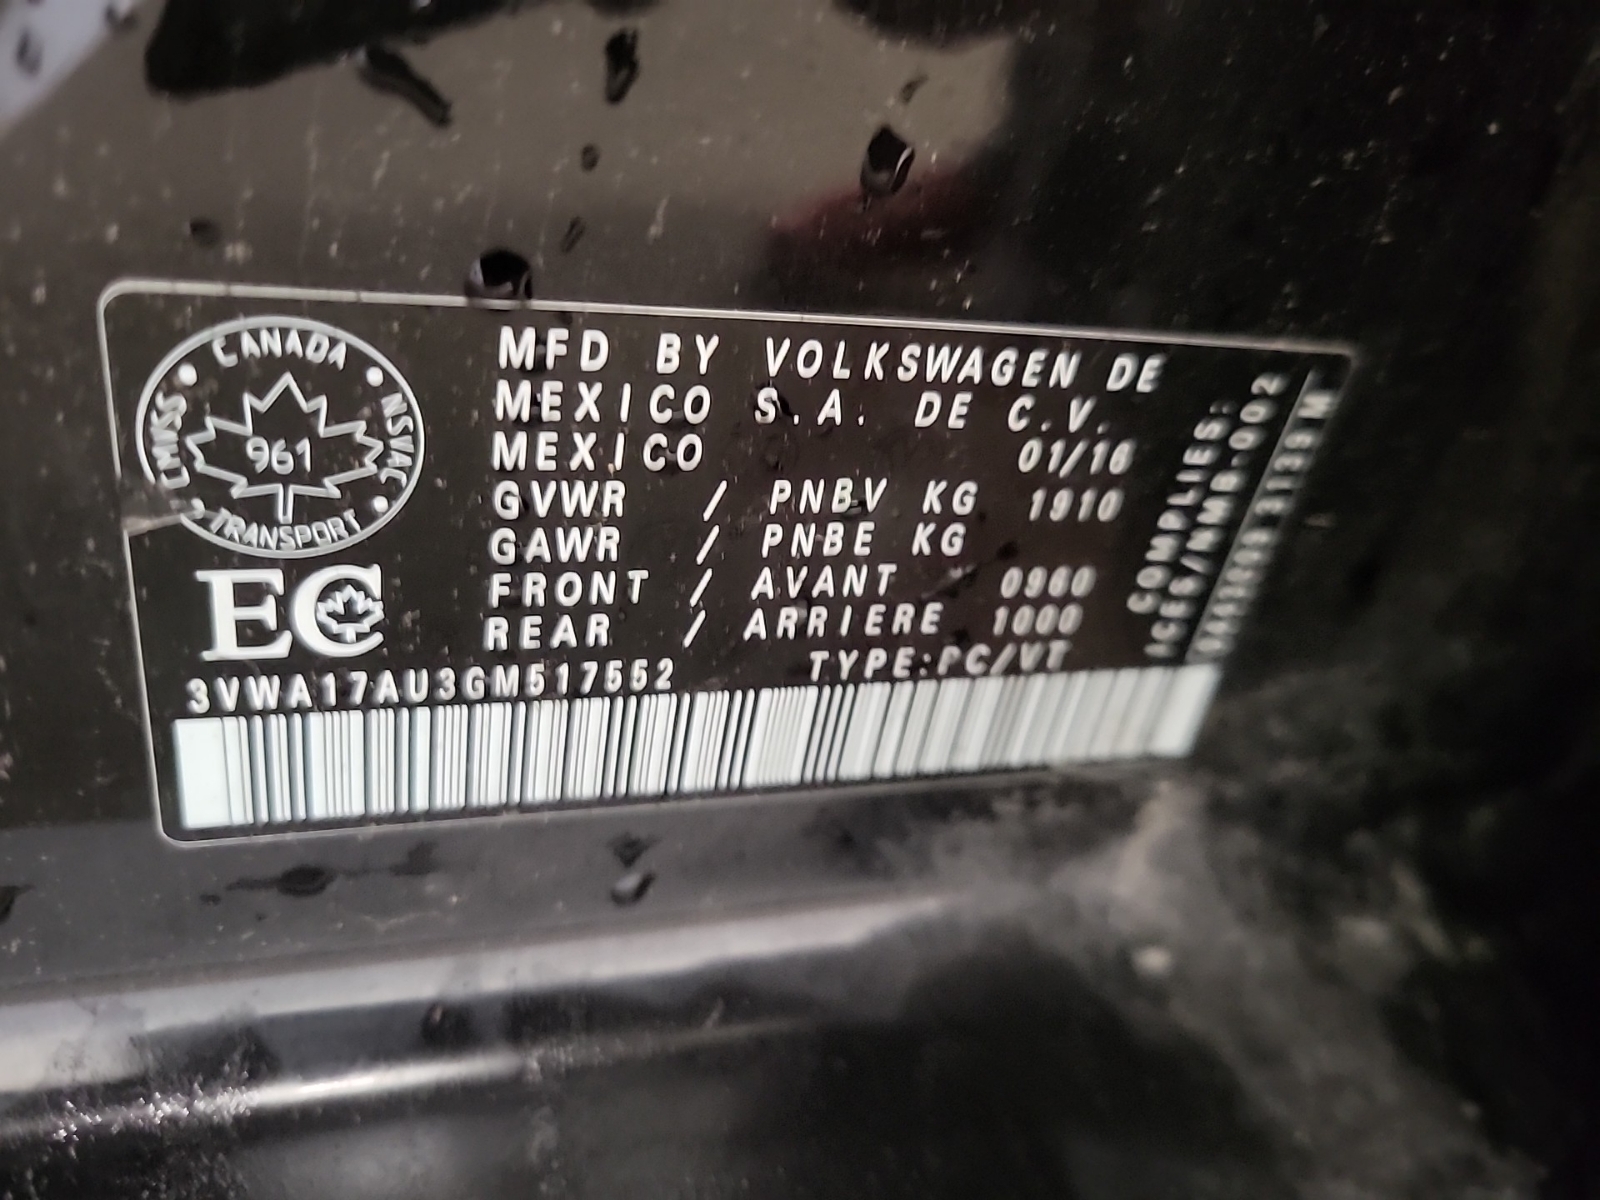 CANADA
CMVSS NSVAC
961
TRANSPORT
EC
MFD BY VOLKSWAGEN DE
MEXICO S.A. DE C.V.
MEXICO 01/16
GVWR / PNBV KG 1910
GAWR / PNBE KG
FRONT / AVANT 0960
REAR / ARRIERE 1000
TYPE:PC/VT
3VWA17AU3GM517552
COMPLIES:
ICES/NMB-002